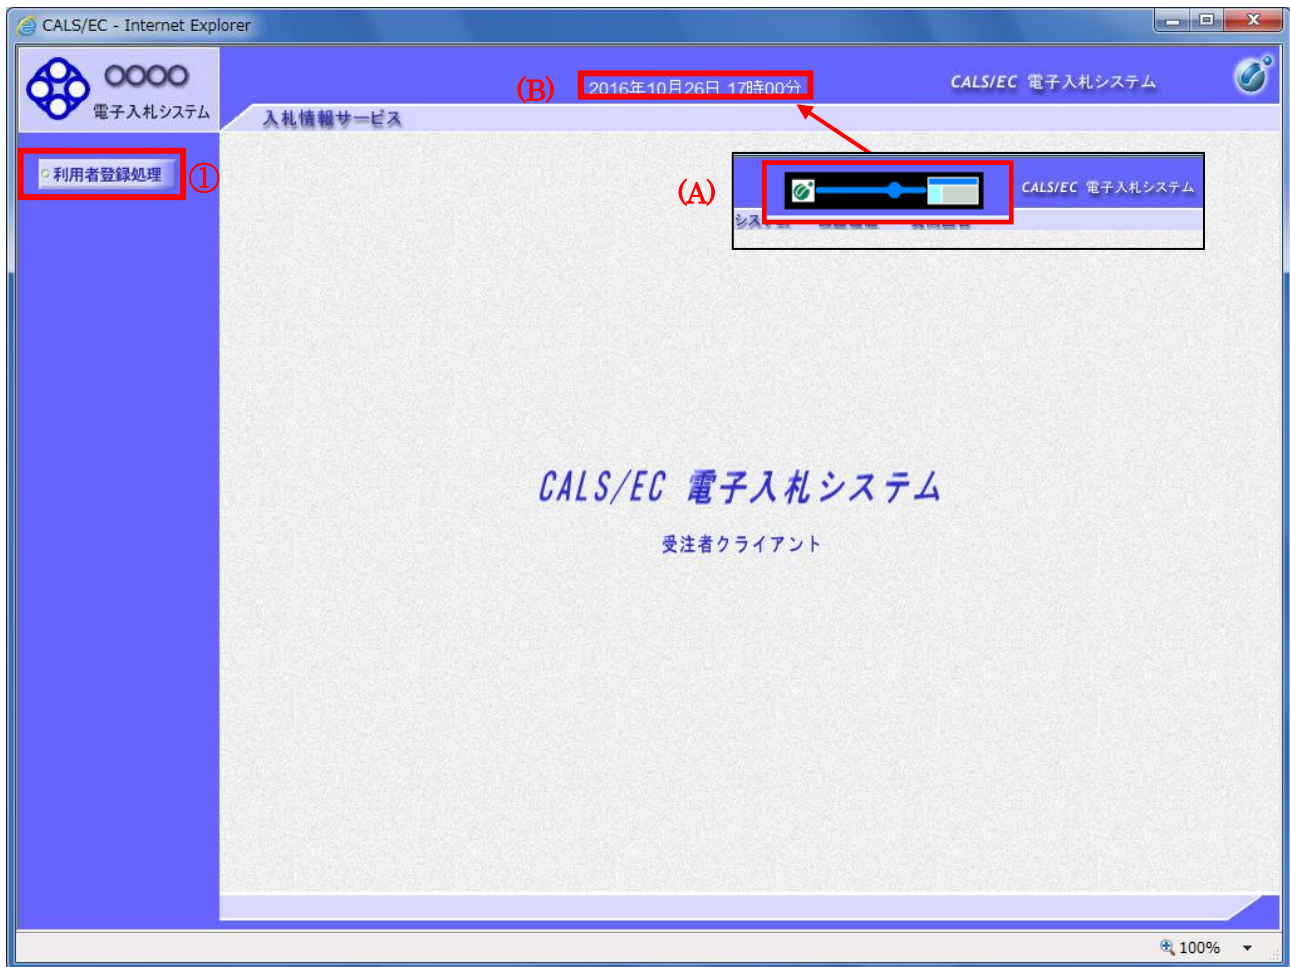 CALS/EC - Internet Explorer
〇〇〇〇
電子入札システム
(B)
2016年10月26日 17時00分
CALS/EC 電子入札システム
入札情報サービス
利用者登録処理
①
(A)
CALS/EC 電子入札システム
CALS/EC 電子入札システム
受注者クライアント
100%